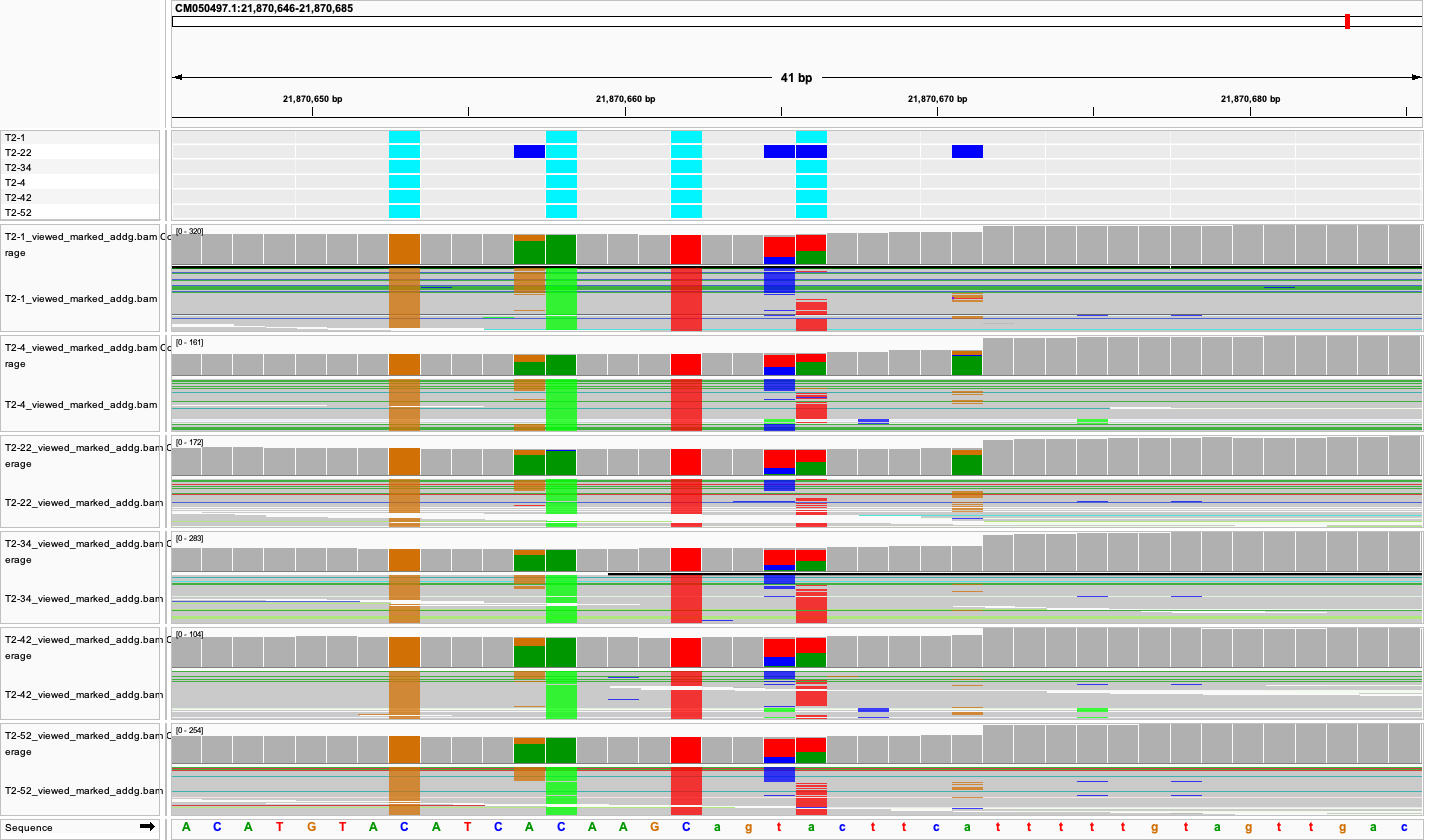 CM050497.1:21,870,646-21,870,685
41 bp
21,870,650 bp 21,870,660 bp 21,870,670 bp 21,870,680 bp
T2-1
T2-22
T2-34
T2-4
T2-42
T2-52
T2-1_viewed_marked_addg.bam Co
rage
[0 - 320]
T2-1_viewed_marked_addg.bam
T2-4_viewed_marked_addg.bam Co
rage
[0 - 161]
T2-4_viewed_marked_addg.bam
T2-22_viewed_marked_addg.bam C
erage
[0 - 172]
T2-22_viewed_marked_addg.bam
T2-34_viewed_marked_addg.bam C
erage
[0 - 283]
T2-34_viewed_marked_addg.bam
T2-42_viewed_marked_addg.bam C
erage
[0 - 104]
T2-42_viewed_marked_addg.bam
T2-52_viewed_marked_addg.bam C
erage
[0 - 254]
T2-52_viewed_marked_addg.bam
Sequence A C A T G T A C A T C A C A A G C a g t a c t t c a t t t t t g t a g t t g a c